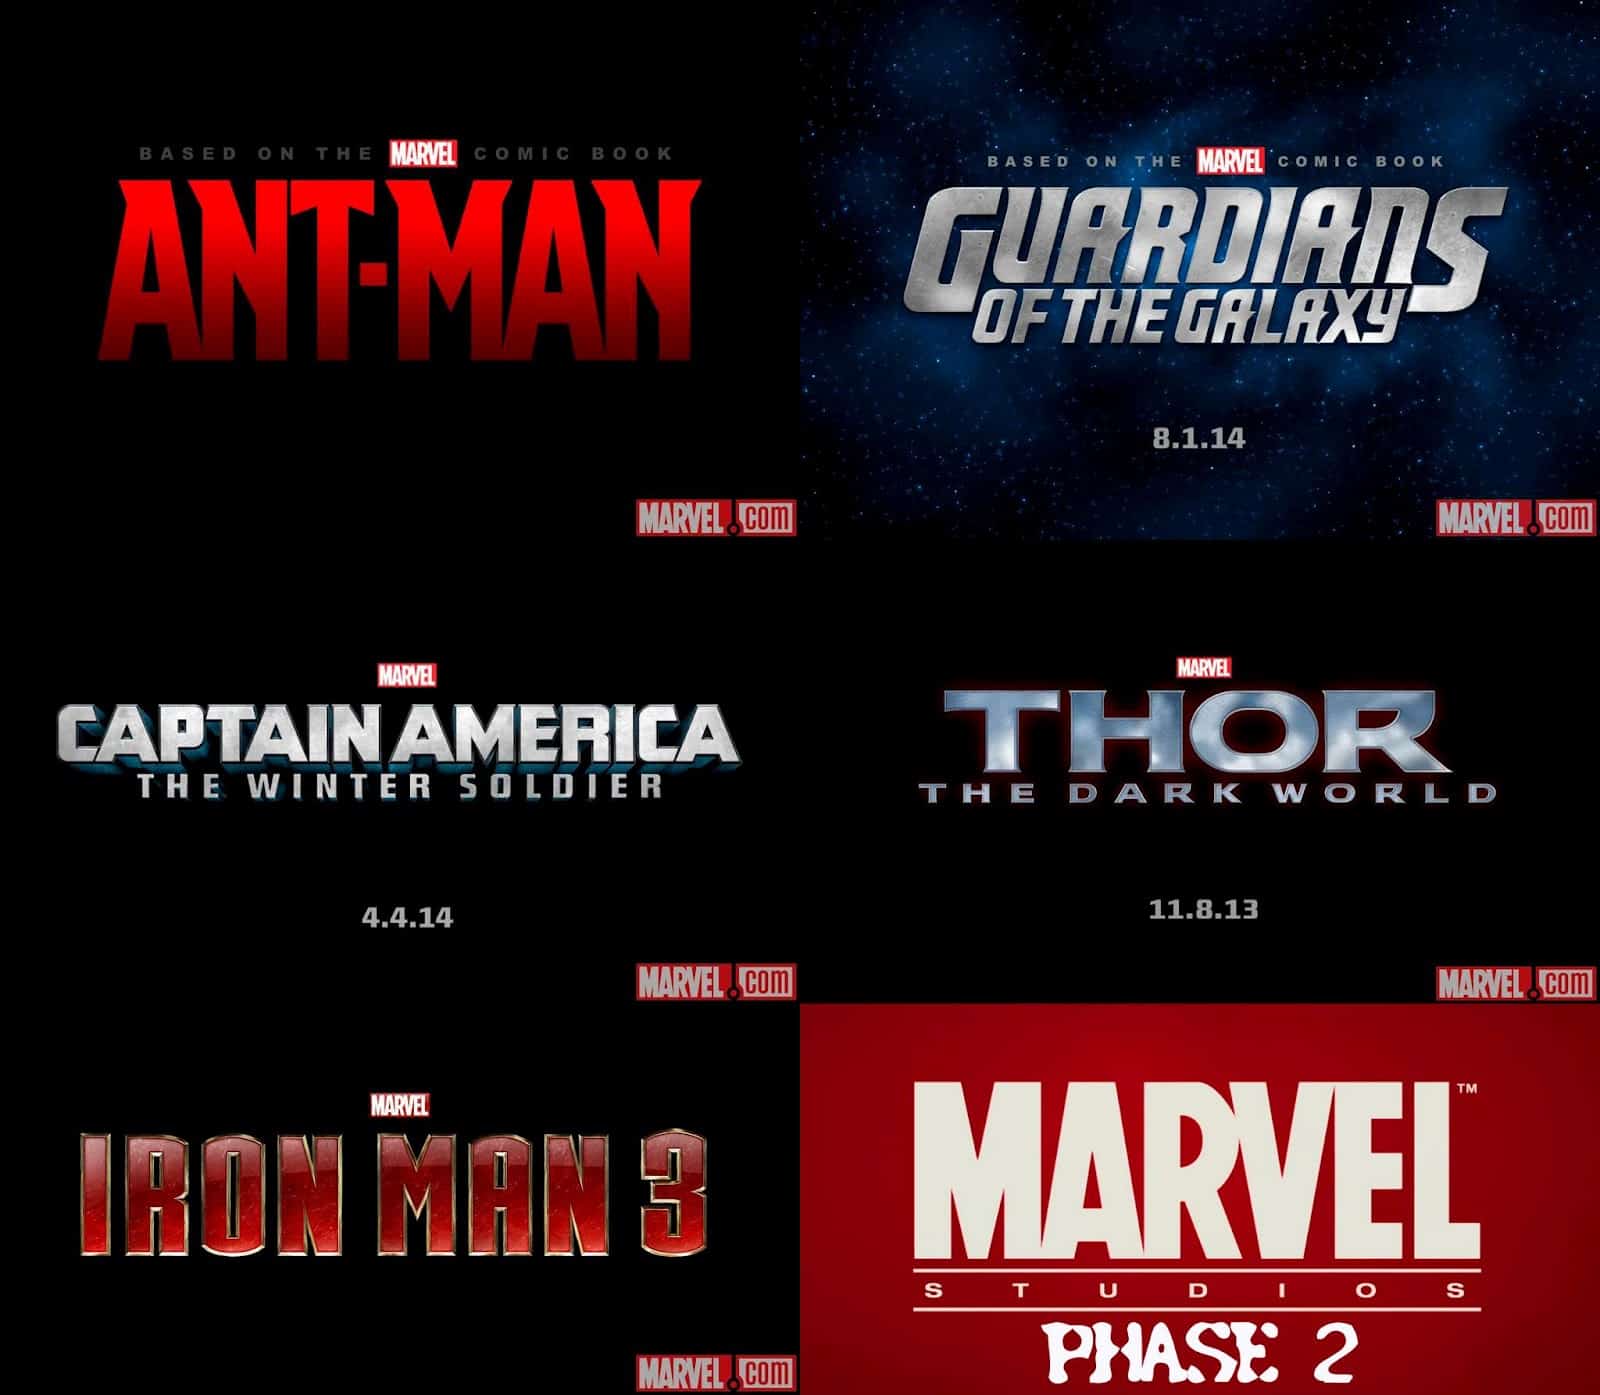 BASED ON THE MARVEL COMIC BOOK
ANT-MAN
MARVEL.com
BASED ON THE MARVEL COMIC BOOK
GUARDIANS
OF THE GALAXY
8.1.14
MARVEL.com
MARVEL
CAPTAIN AMERICA
THE WINTER SOLDIER
4.4.14
MARVEL.com
MARVEL
THOR
THE DARK WORLD
11.8.13
MARVEL.com
MARVEL
IRON MAN 3
MARVEL.com
MARVEL™
STUDIOS
PHASE 2